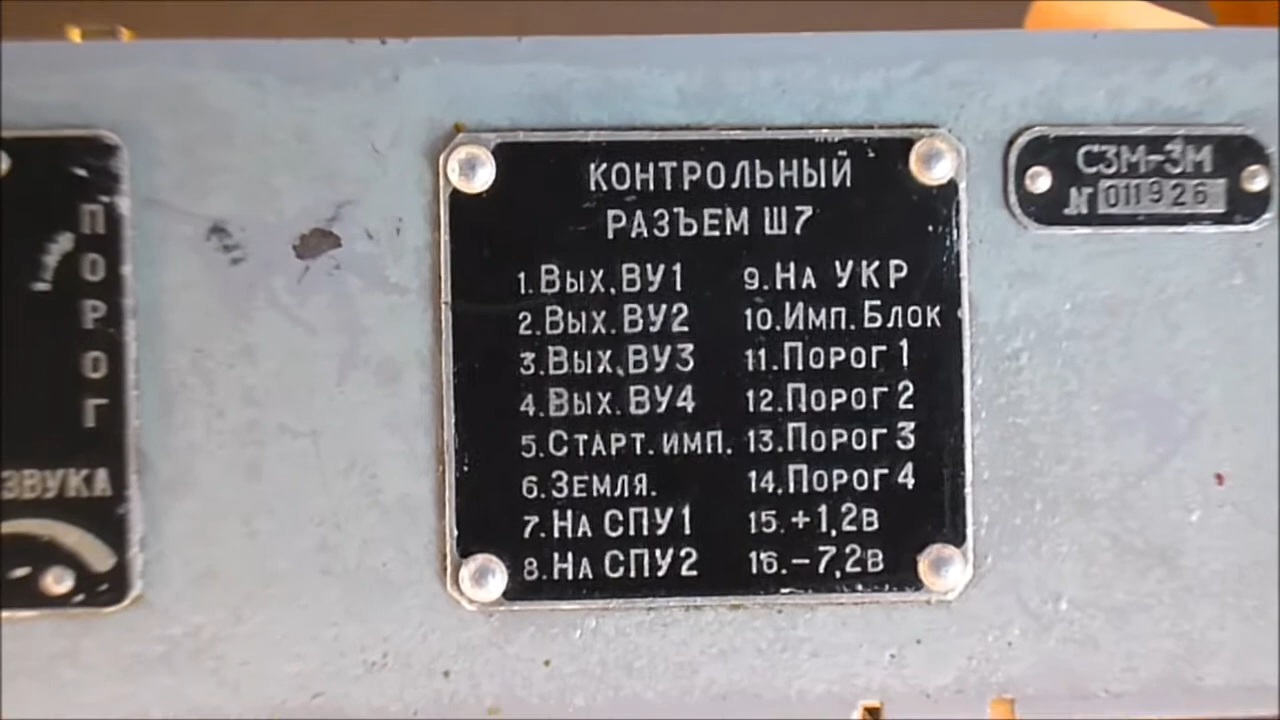 ПОРОГ
ЗВУКА
КОНТРОЛЬНЫЙ
РАЗЪЕМ Ш7
1.Вых.ВУ1
2.Вых.ВУ2
3.Вых.ВУ3
4.Вых.ВУ4
5.Старт.имп.
6.Земля.
7.На СПУ1
8.На СПУ2
9.На УКР
10.Имп.Блок
11.Порог 1
12.Порог 2
13.Порог 3
14.Порог 4
15.+1,2в
16.−7,2в
СЗМ-3М
№ 011926